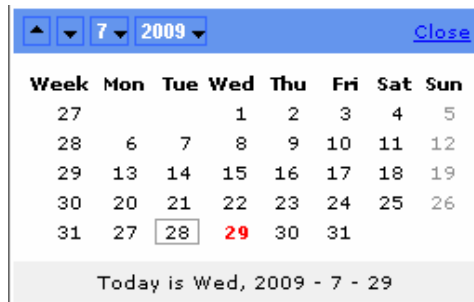 7 2009 Close
Week Mon Tue Wed Thu Fri Sat Sun
27 1 2 3 4 5
28 6 7 8 9 10 11 12
29 13 14 15 16 17 18 19
30 20 21 22 23 24 25 26
31 27 28 29 30 31
Today is Wed, 2009 - 7 - 29